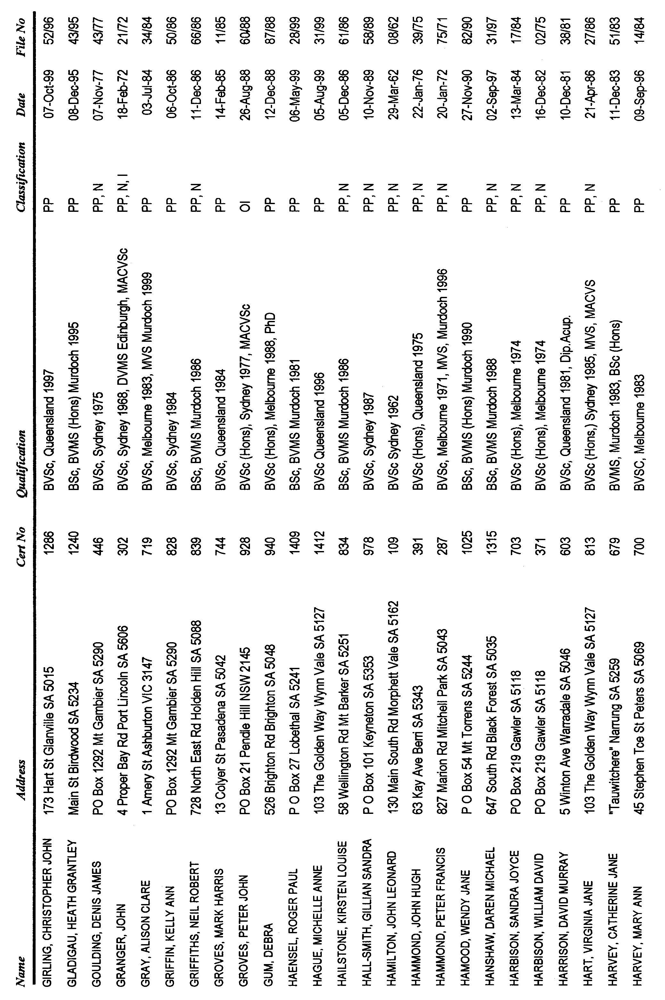 Name Address Cert No Qualification Classification Date File No
GIRLING, CHRISTOPHER JOHN 173 Hart St Glanville SA 5015 1286 BVSc, Queensland 1997 PP 07-Oct-99 52/96
GLADIGAU, HEATH GRANTLEY Main St Birdwood SA 5234 1240 BSc, BVMS (Hons) Murdoch 1995 PP 08-Dec-95 43/95
GOULDING, DENIS JAMES PO Box 1292 Mt Gambier SA 5290 446 BVSc, Sydney 1975 PP, N 07-Nov-77 43/77
GRANGER, JOHN 4 Proper Bay Rd Port Lincoln SA 5606 302 BVSc, Sydney 1968, DVMS Edinburgh, MACVSc PP, N, I 18-Feb-72 21/72
GRAY, ALISON CLARE 1 Amery St Ashburton VIC 3147 719 BVSc, Melbourne 1983, MVS Murdoch 1999 PP 03-Jul-84 34/84
GRIFFIN, KELLY ANN PO Box 1292 Mt Gambier SA 5290 828 BVSc, Sydney 1984 PP 06-Oct-86 50/86
GRIFFITHS, NEIL ROBERT 728 North East Rd Holden Hill SA 5088 839 BSc, BVMS Murdoch 1986 PP, N 11-Dec-86 66/86
GROVES, MARK HARRIS 13 Colyer St Pasadena SA 5042 744 BVSc, Queensland 1984 PP 14-Feb-85 11/85
GROVES, PETER JOHN PO Box 21 Pendle Hill NSW 2145 928 BVSc (Hons), Sydney 1977, MACVSc OI 26-Aug-88 60/88
GUM, DEBRA 526 Brighton Rd Brighton SA 5048 940 BVSc (Hons), Melbourne 1988, PhD PP 12-Dec-88 87/88
HAENSEL, ROGER PAUL P O Box 27 Lobethal SA 5241 1409 BSc, BVMS Murdoch 1981 PP 06-May-99 28/99
HAGUE, MICHELLE ANNE 103 The Golden Way Wynn Vale SA 5127 1412 BVSc Queensland 1996 PP 05-Aug-99 31/99
HAILSTONE, KIRSTEN LOUISE 58 Wellington Rd Mt Barker SA 5251 834 BSc, BVMS Murdoch 1986 PP, N 05-Dec-86 61/86
HALL-SMITH, GILLIAN SANDRA P O Box 101 Keyneton SA 5353 978 BVSc, Sydney 1987 PP, N 10-Nov-89 58/89
HAMILTON, JOHN LEONARD 130 Main South Rd Morphett Vale SA 5162 109 BVSc Sydney 1962 PP, N 29-Mar-62 08/62
HAMMOND, JOHN HUGH 63 Kay Ave Berri SA 5343 391 BVSc (Hons), Queensland 1975 PP, N 22-Jan-76 39/75
HAMMOND, PETER FRANCIS 827 Marion Rd Mitchell Park SA 5043 287 BVSc, Melbourne 1971, MVS, Murdoch 1996 PP, N 20-Jan-72 75/71
HAMOOD, WENDY JANE P O Box 54 Mt Torrens SA 5244 1025 BSc, BVMS (Hons) Murdoch 1990 PP 27-Nov-90 82/90
HANSHAW, DAREN MICHAEL 647 South Rd Black Forest SA 5035 1315 BSc, BVMS Murdoch 1988 PP, N 02-Sep-97 31/97
HARBISON, SANDRA JOYCE PO Box 219 Gawler SA 5118 703 BVSc (Hons), Melbourne 1974 PP, N 13-Mar-84 17/84
HARBISON, WILLIAM DAVID PO Box 219 Gawler SA 5118 371 BVSc (Hons), Melbourne 1974 PP, N 16-Dec-82 02/75
HARRISON, DAVID MURRAY 5 Winton Ave Warradale SA 5046 603 BVSc, Queensland 1981, Dip.Acup. PP 10-Dec-81 38/81
HART, VIRGINIA JANE 103 The Golden Way Wynn Vale SA 5127 813 BVSc (Hons,) Sydney 1985, MVS, MACVS PP, N 21-Apr-86 27/86
HARVEY, CATHERINE JANE "Tauwitchere" Narrung SA 5259 679 BVMS, Murdoch 1983, BSc (Hons) PP 11-Dec-83 51/83
HARVEY, MARY ANN 45 Stephen Tce St Peters SA 5069 700 BVSC, Melbourne 1983 PP 09-Sep-96 14/84